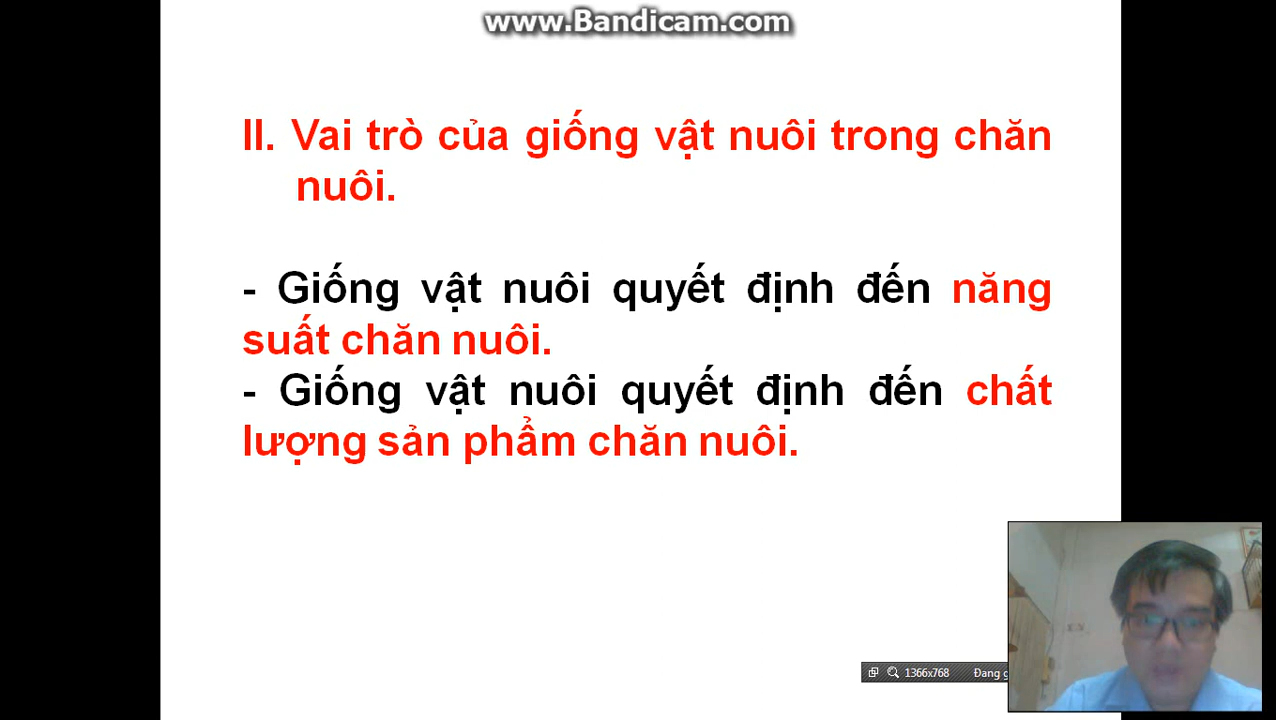 www.Bandicam.com
II. Vai trò của giống vật nuôi trong chăn
nuôi.
- Giống vật nuôi quyết định đến năng
suất chăn nuôi.
- Giống vật nuôi quyết định đến chất
lượng sản phẩm chăn nuôi.
1366x768 Đang